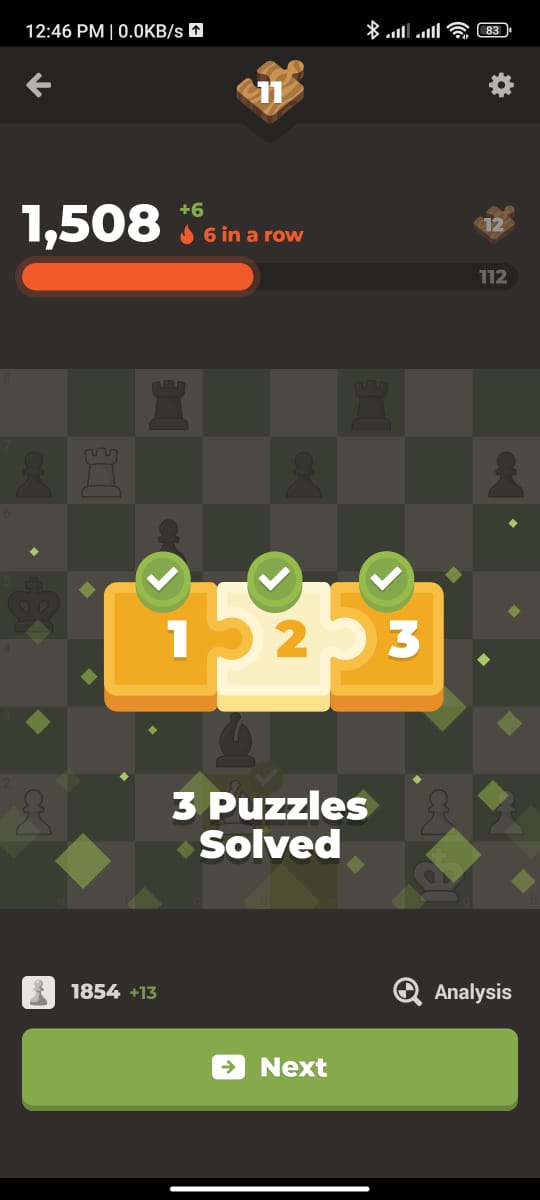 12:46 PM | 0.0KB/s
83
11
1,508
+6
6 in a row
12
112
1
2
3
3 Puzzles
Solved
1854 +13
Analysis
Next